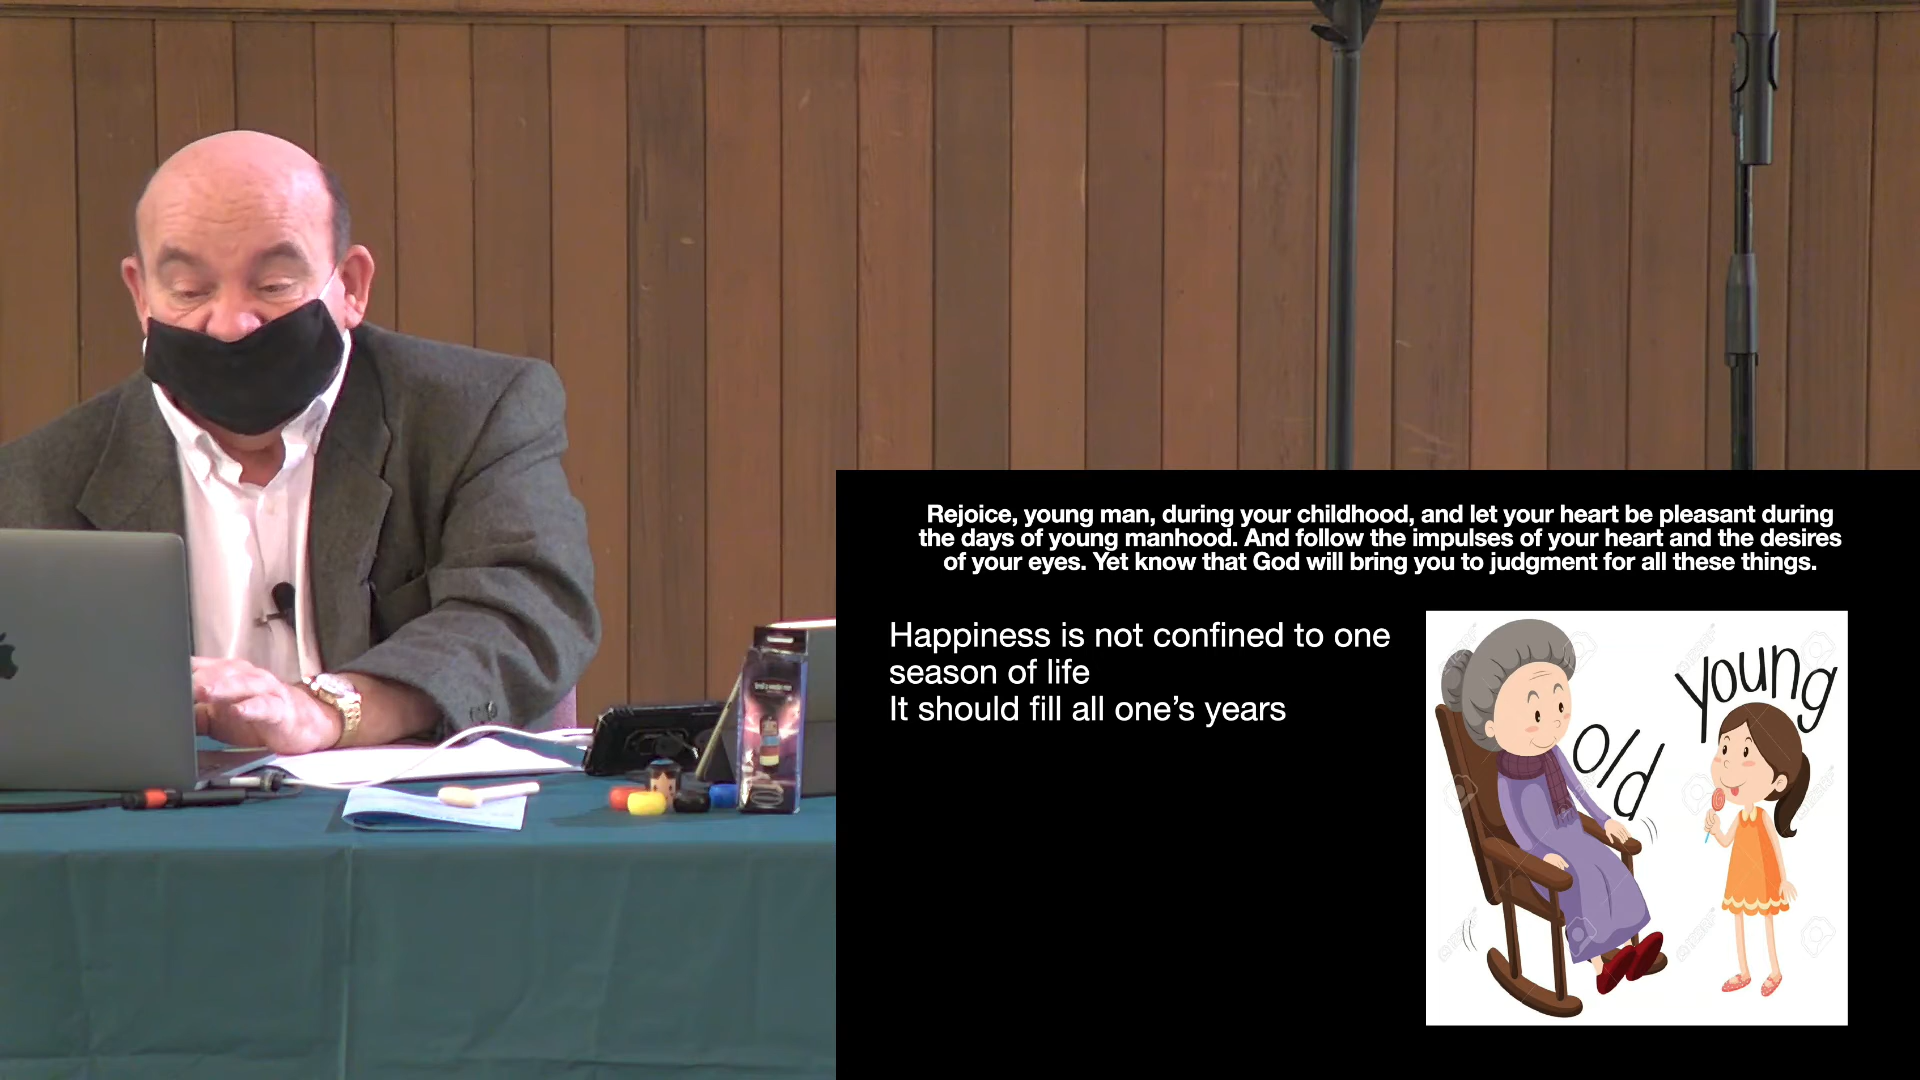 Rejoice, young man, during your childhood, and let your heart be pleasant during
the days of young manhood. And follow the impulses of your heart and the desires
of your eyes. Yet know that God will bring you to judgment for all these things.
Happiness is not confined to one
season of life
It should fill all one’s years
young
old